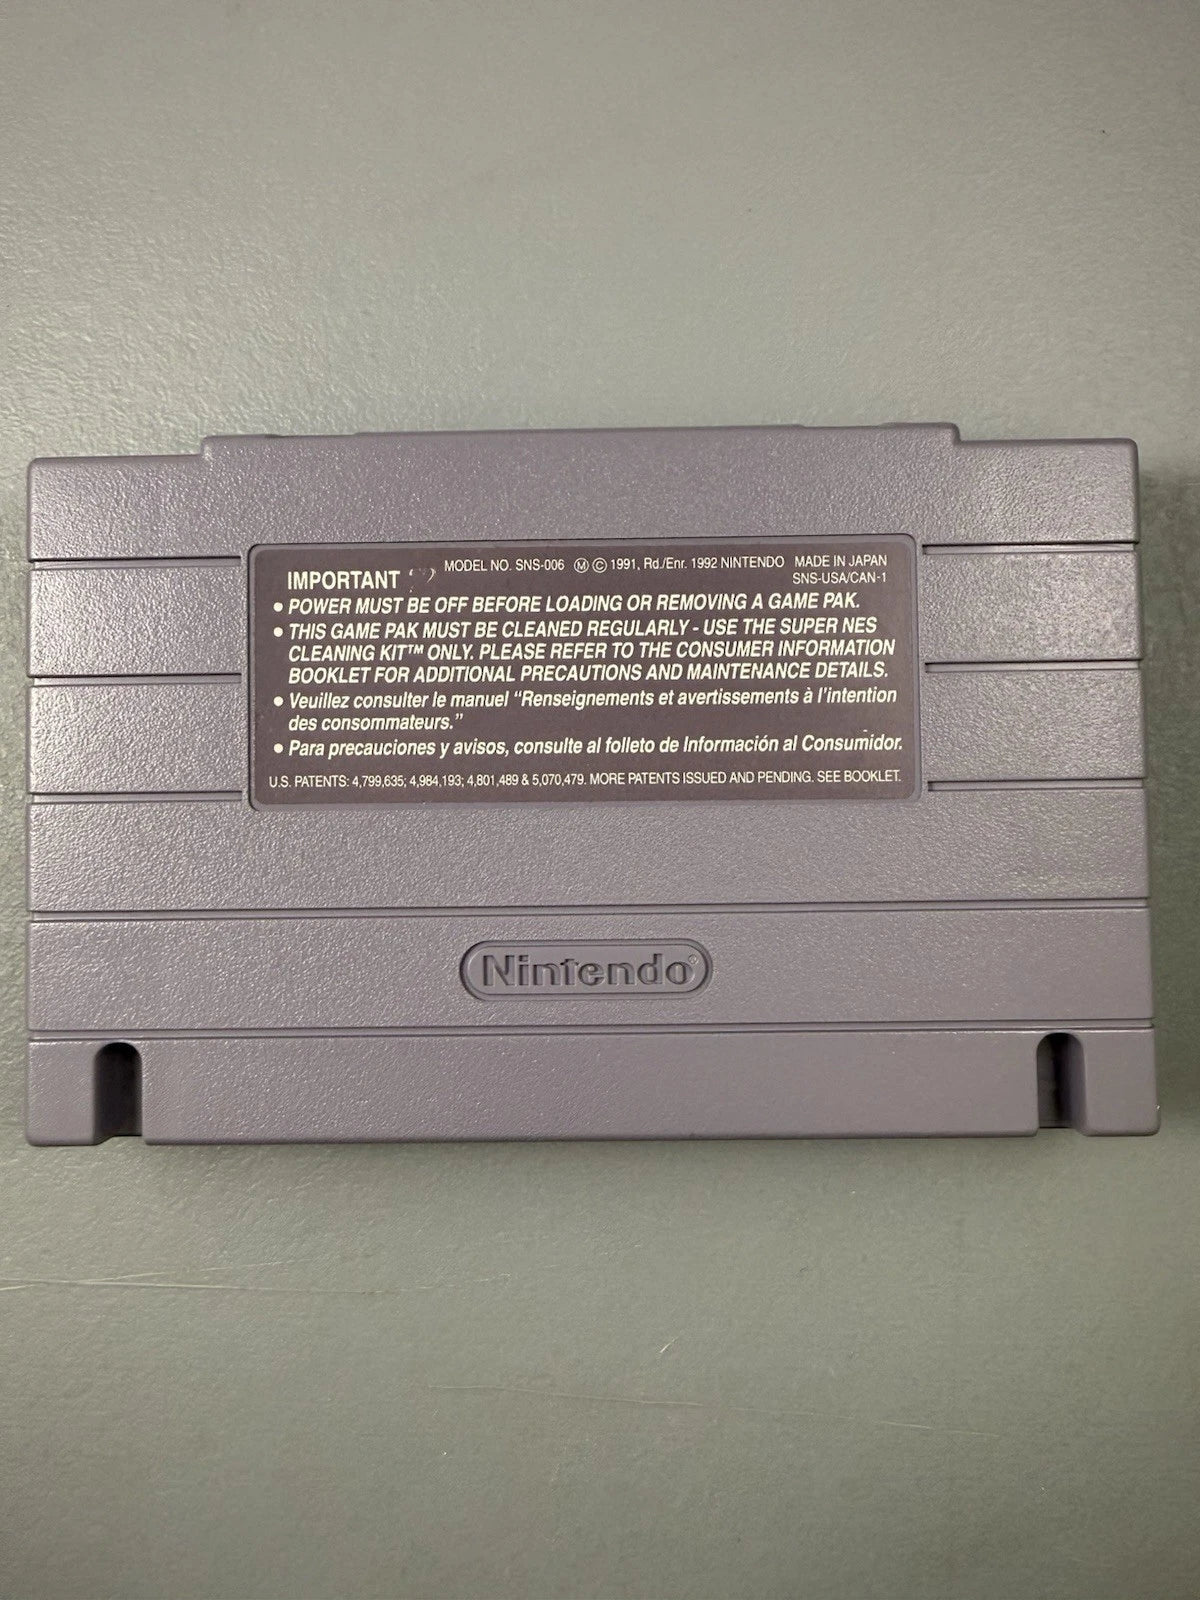 IMPORTANT MODEL NO. SNS-006 Ⓜ © 1991, Rd./Enr. 1992 NINTENDO MADE IN JAPAN
SNS-USA/CAN-1
• POWER MUST BE OFF BEFORE LOADING OR REMOVING A GAME PAK.
• THIS GAME PAK MUST BE CLEANED REGULARLY - USE THE SUPER NES
CLEANING KIT™ ONLY. PLEASE REFER TO THE CONSUMER INFORMATION
BOOKLET FOR ADDITIONAL PRECAUTIONS AND MAINTENANCE DETAILS.
• Veuillez consulter le manuel “Renseignements et avertissements à l’intention
des consommateurs.”
• Para precauciones y avisos, consulte al folleto de Información al Consumidor.
U.S. PATENTS: 4,799,635; 4,984,193; 4,801,489 & 5,070,479. MORE PATENTS ISSUED AND PENDING. SEE BOOKLET.
Nintendo®